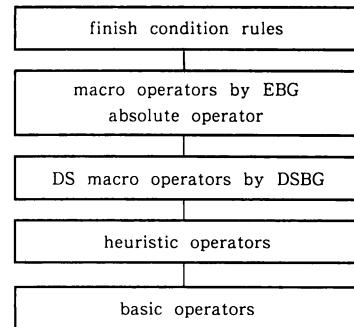 finish condition rules
macro operators by EBG
absolute operator
DS macro operators by DSBG
heuristic operators
basic operators